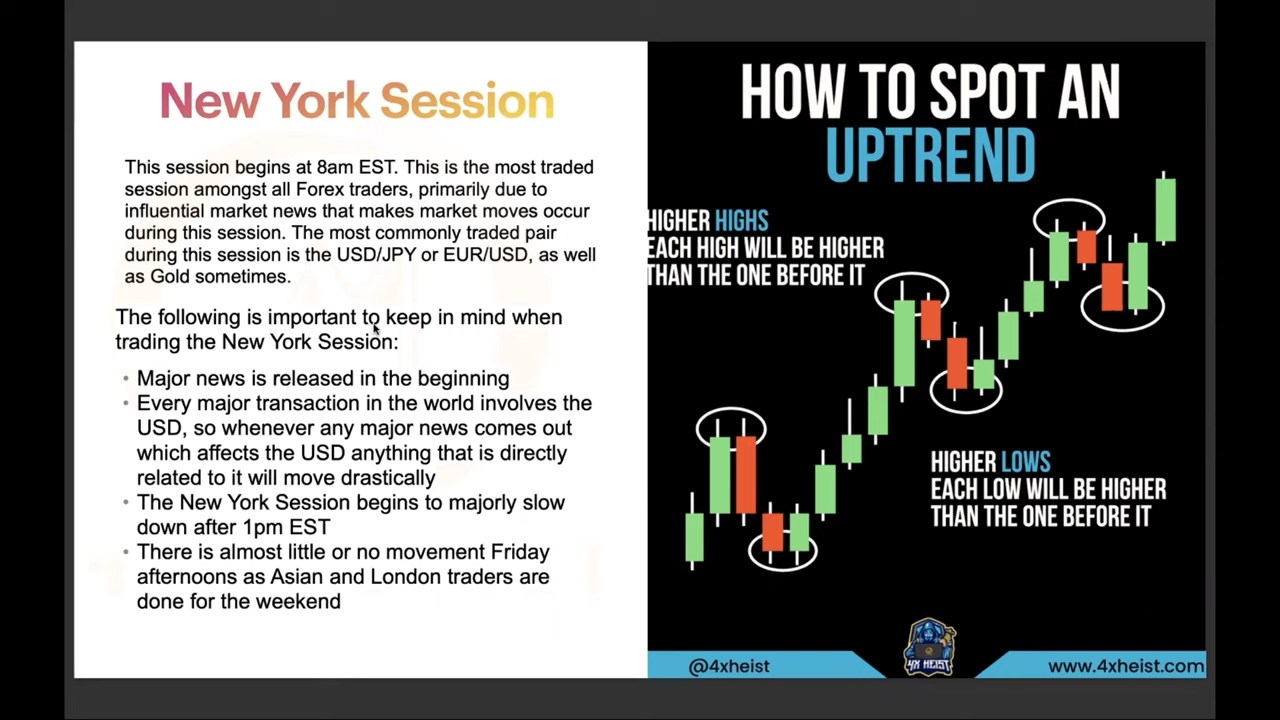 New York Session
This session begins at 8am EST. This is the most traded
session amongst all Forex traders, primarily due to
influential market news that makes market moves occur
during this session. The most commonly traded pair
during this session is the USD/JPY or EUR/USD, as well
as Gold sometimes.
The following is important to keep in mind when
trading the New York Session:
• Major news is released in the beginning
• Every major transaction in the world involves the
USD, so whenever any major news comes out
which affects the USD anything that is directly
related to it will move drastically
• The New York Session begins to majorly slow
down after 1pm EST
• There is almost little or no movement Friday
afternoons as Asian and London traders are
done for the weekend
HOW TO SPOT AN
UPTREND
HIGHER HIGHS
EACH HIGH WILL BE HIGHER
THAN THE ONE BEFORE IT
HIGHER LOWS
EACH LOW WILL BE HIGHER
THAN THE ONE BEFORE IT
@4xheist
4X HEIST
www.4xheist.com